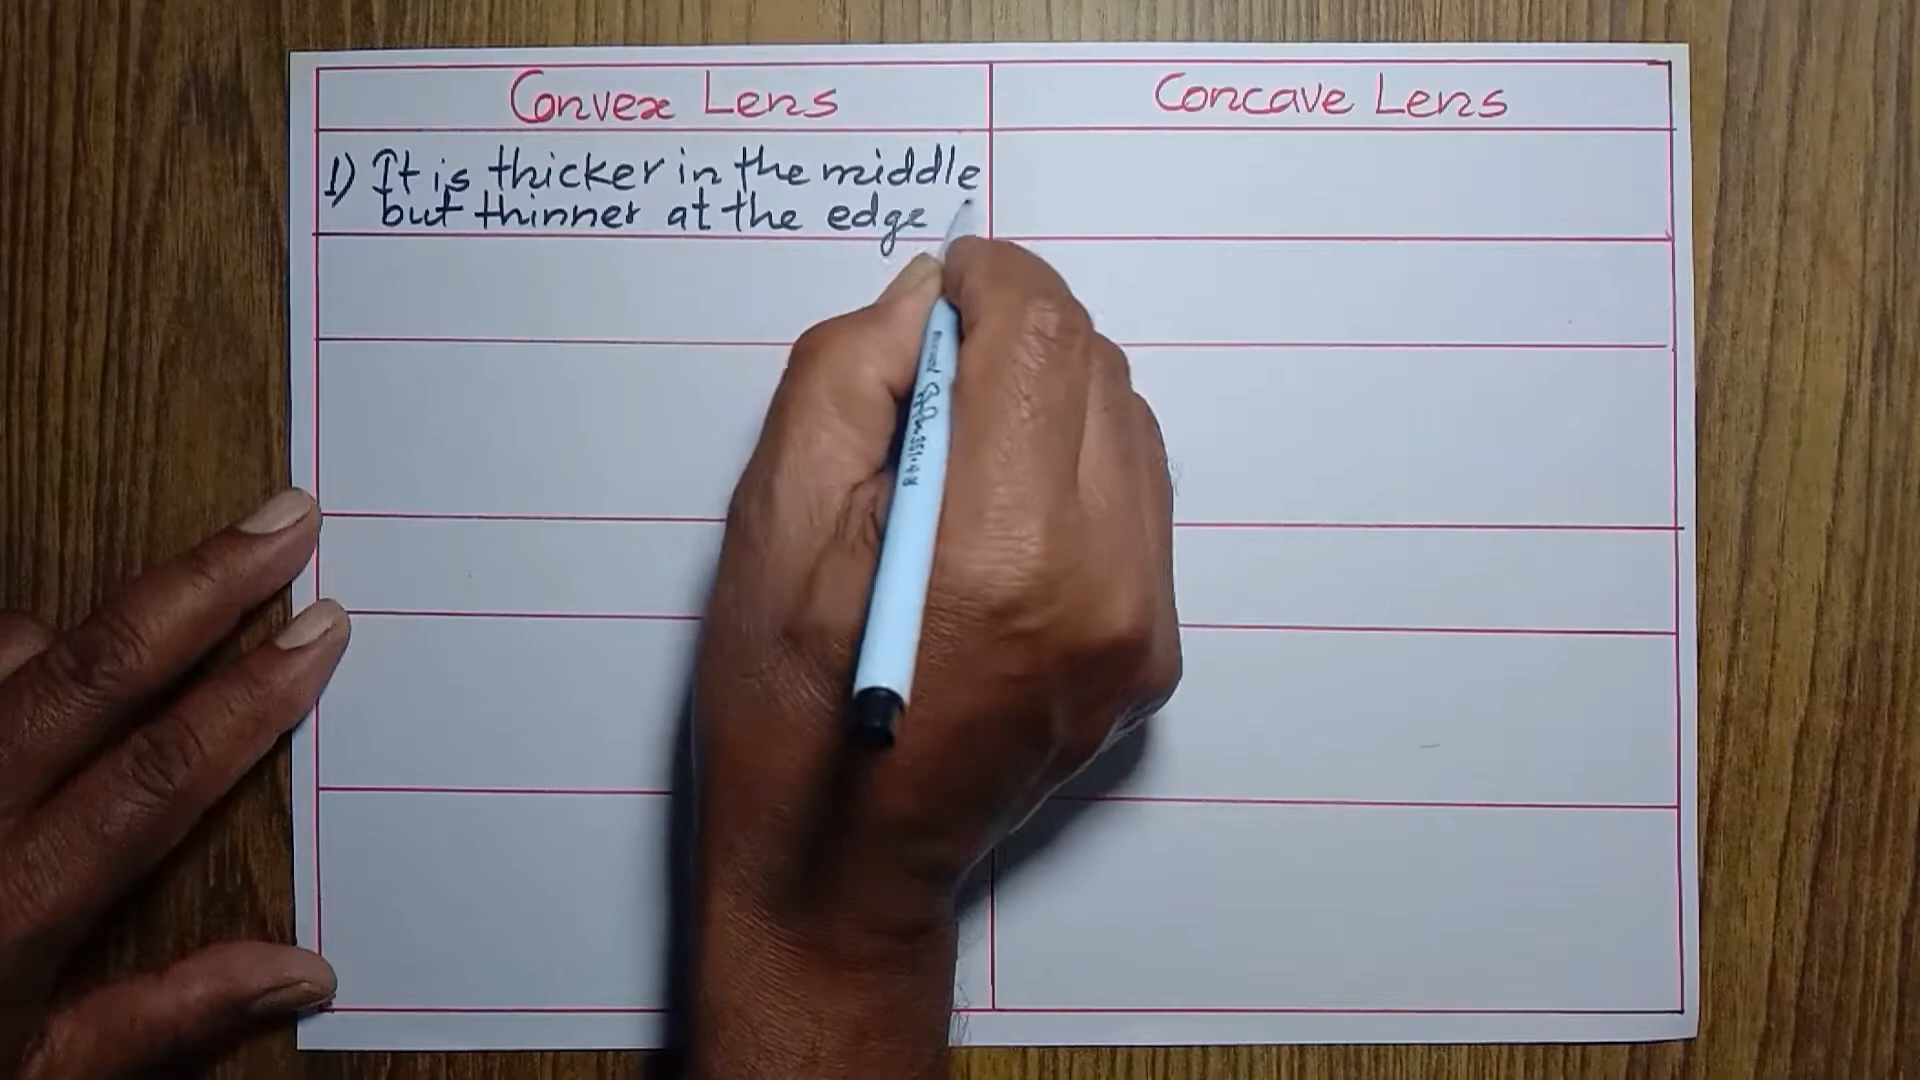 Convex Lens
Concave Lens
1) It is thicker in the middle
but thinner at the edge